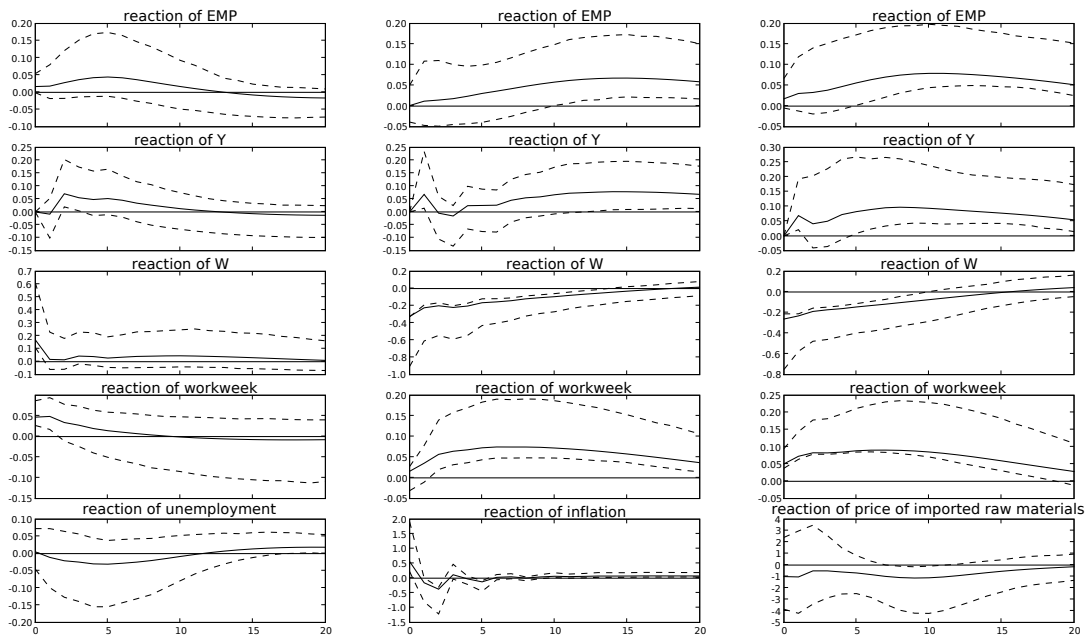 reaction of EMP reaction of EMP reaction of EMP
0.20 0.20 0.20
0.15 0.15 0.15
0.10 0.10 0.10
0.05 0.05 0.05
0.00 0.00 0.00
-0.05 -0.05 -0.05
-0.10
reaction of Y reaction of Y reaction of Y
0.25 0.25 0.30
0.20 0.20 0.25
0.15 0.15 0.20
0.10 0.10 0.15
0.05 0.05 0.10
0.00 0.00 0.05
-0.05 -0.05 0.00
-0.10 -0.10 -0.05
-0.15 -0.15
reaction of W reaction of W reaction of W
0.7 0.2 0.2
0.6 0.0 0.0
0.5 -0.2 -0.2
0.4 -0.4 -0.4
0.3 -0.6 -0.6
0.2 -0.8 -0.8
0.1 -1.0
0.0
-0.1
reaction of workweek reaction of workweek reaction of workweek
0.05 0.20 0.25
0.00 0.15 0.20
-0.05 0.10 0.15
-0.10 0.05 0.10
-0.15 0.00 0.05
-0.05 0.00
-0.05
reaction of unemployment reaction of inflation reaction of price of imported raw materials
0.10 2.0 4
0.05 1.5 3
0.00 1.0 2
-0.05 0.5 1
-0.10 0.0 0
-0.15 -0.5 -1
-0.20 -1.0 -2
-1.5 -3
-4
-5
0 5 10 15 20 0 5 10 15 20 0 5 10 15 20